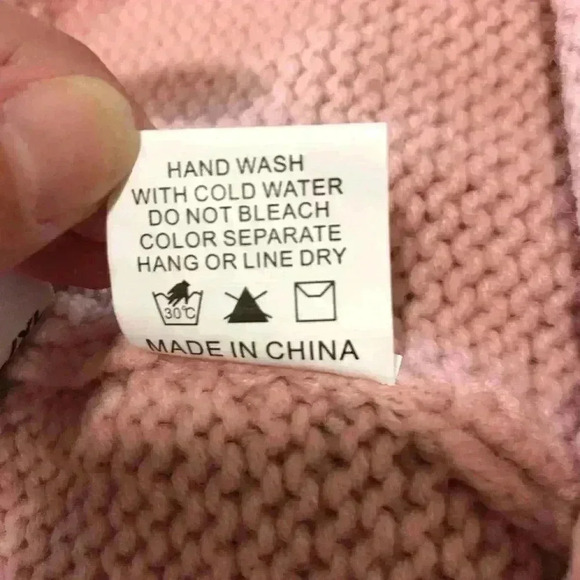 HAND WASH
WITH COLD WATER
DO NOT BLEACH
COLOR SEPARATE
HANG OR LINE DRY
30°C
MADE IN CHINA